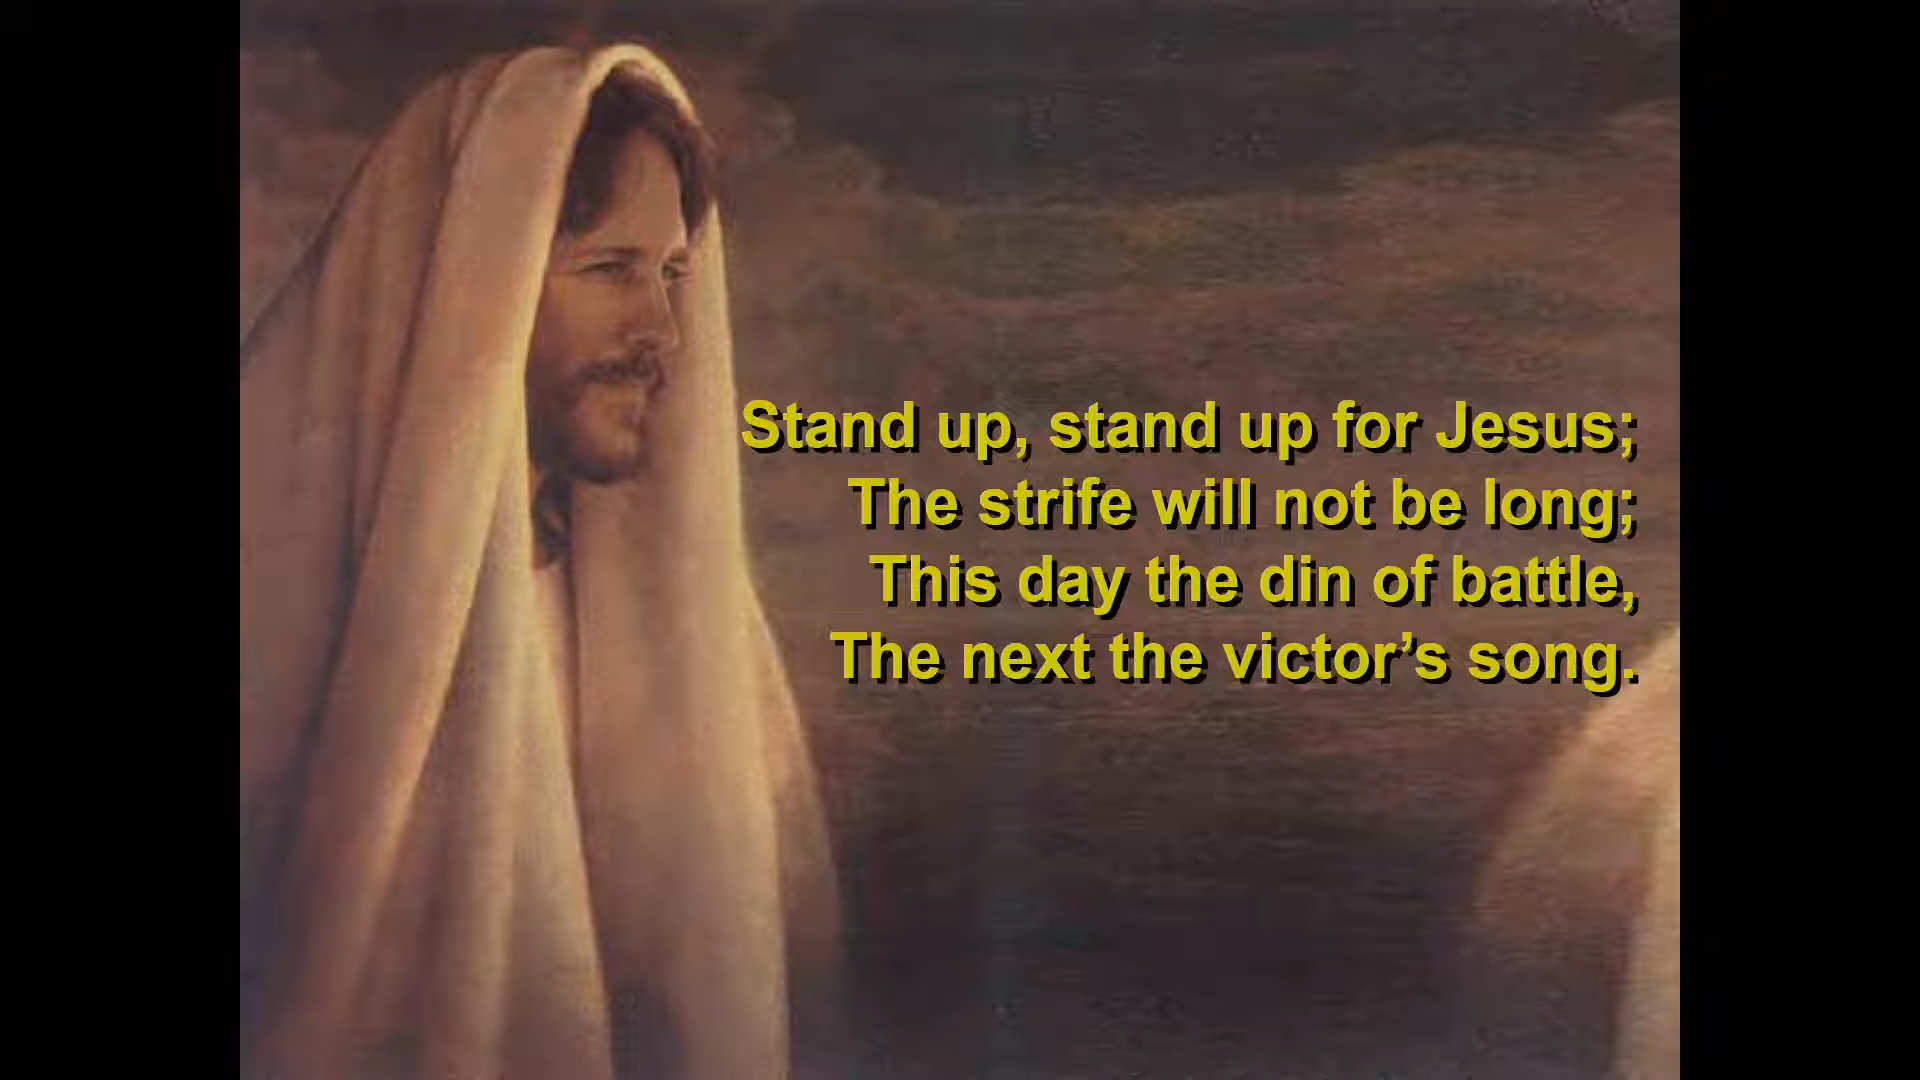 Stand up, stand up for Jesus;
The strife will not be long;
This day the din of battle,
The next the victor’s song.